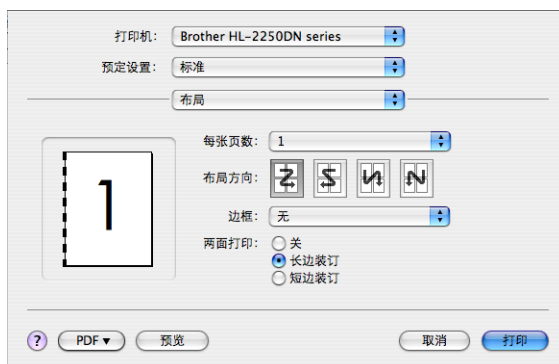 打印机： Brother HL-2250DN series
预定设置： 标准
布局
每张页数： 1
1
布局方向：
边框： 无
两面打印： 关
长边装订
短边装订
? PDF▼ 预览 取消 打印